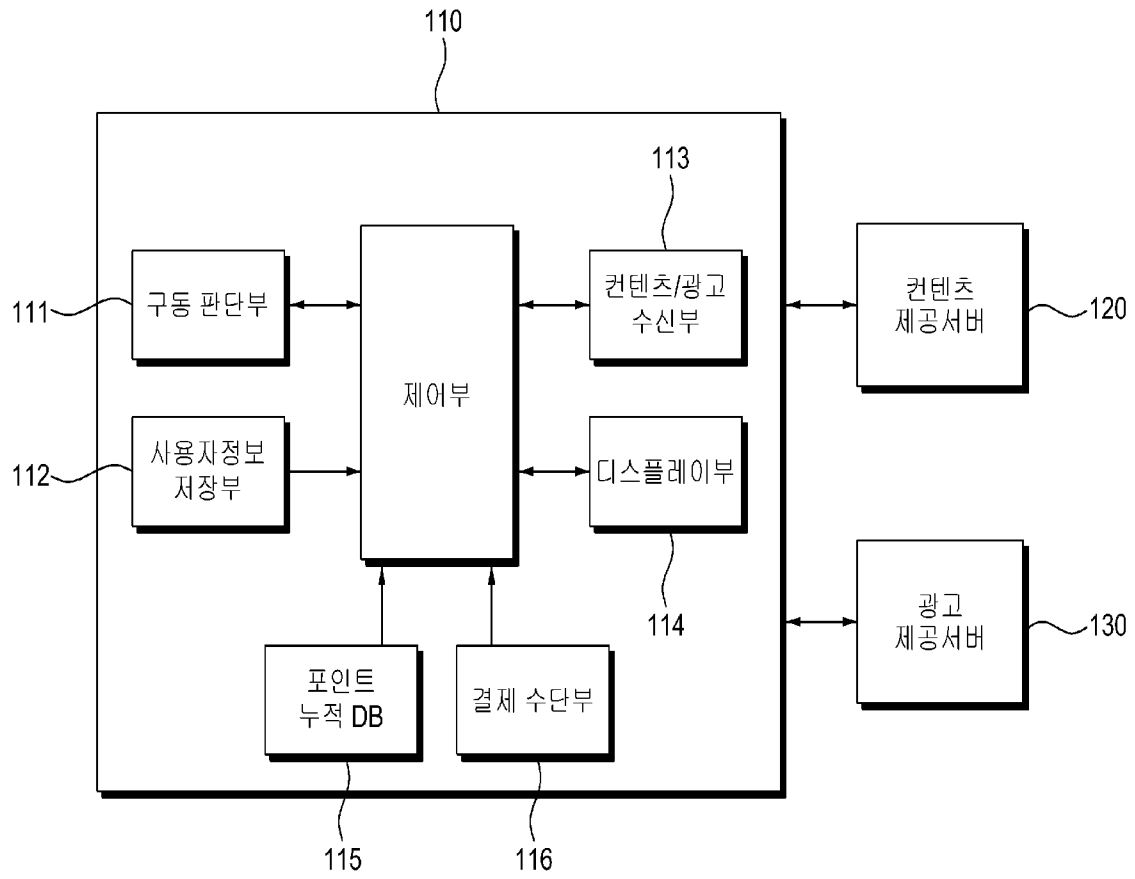 110
113
구동 판단부
111
제어부
컨텐츠/광고
수신부
컨텐츠
제공서버
120
사용자정보
저장부
112
디스플레이부
114
광고
제공서버
130
포인트
누적 DB
결제 수단부
115
116